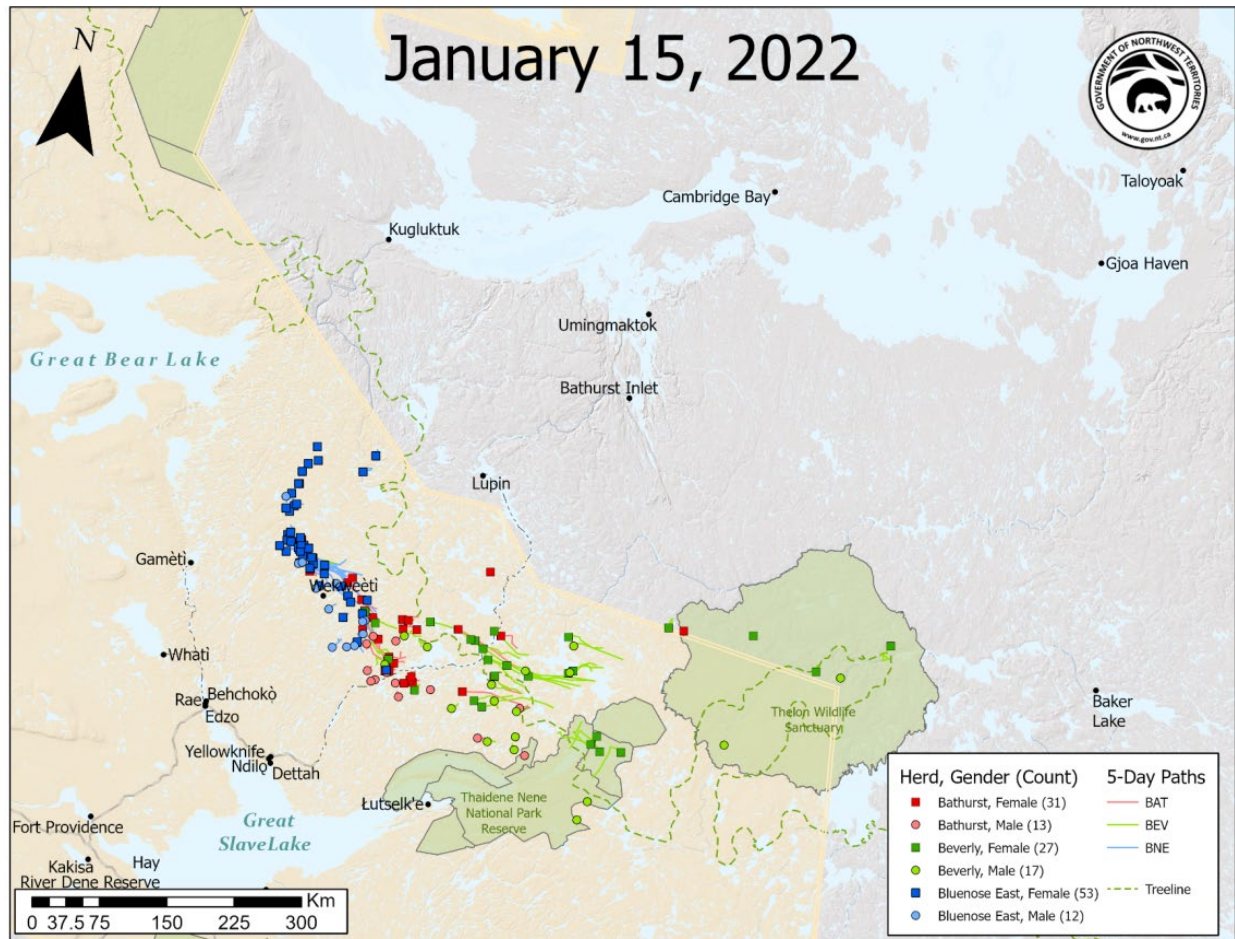 January 15, 2022
N
GOVERNMENT OF NORTHWEST TERRITORIES
www.gov.nt.ca
Taloyoak
Cambridge Bay
Kugluktuk
Gjoa Haven
Umingmaktok
Great Bear Lake
Bathurst Inlet
Lupin
Gamètì
Wekweètì
Whatì
Rae
Behchokò
Edzo
Thelon Wildlife
Sanctuary
Baker
Lake
Yellowknife
Ndilǫ
Dettah
Łutselk'e
Thaidene Nene
National Park
Reserve
Fort Providence
Great
Slave Lake
Kakisa
Hay
River Dene Reserve
Km
0 37.5 75 150 225 300
Herd, Gender (Count)
Bathurst, Female (31)
Bathurst, Male (13)
Beverly, Female (27)
Beverly, Male (17)
Bluenose East, Female (53)
Bluenose East, Male (12)
5-Day Paths
BAT
BEV
BNE
Treeline